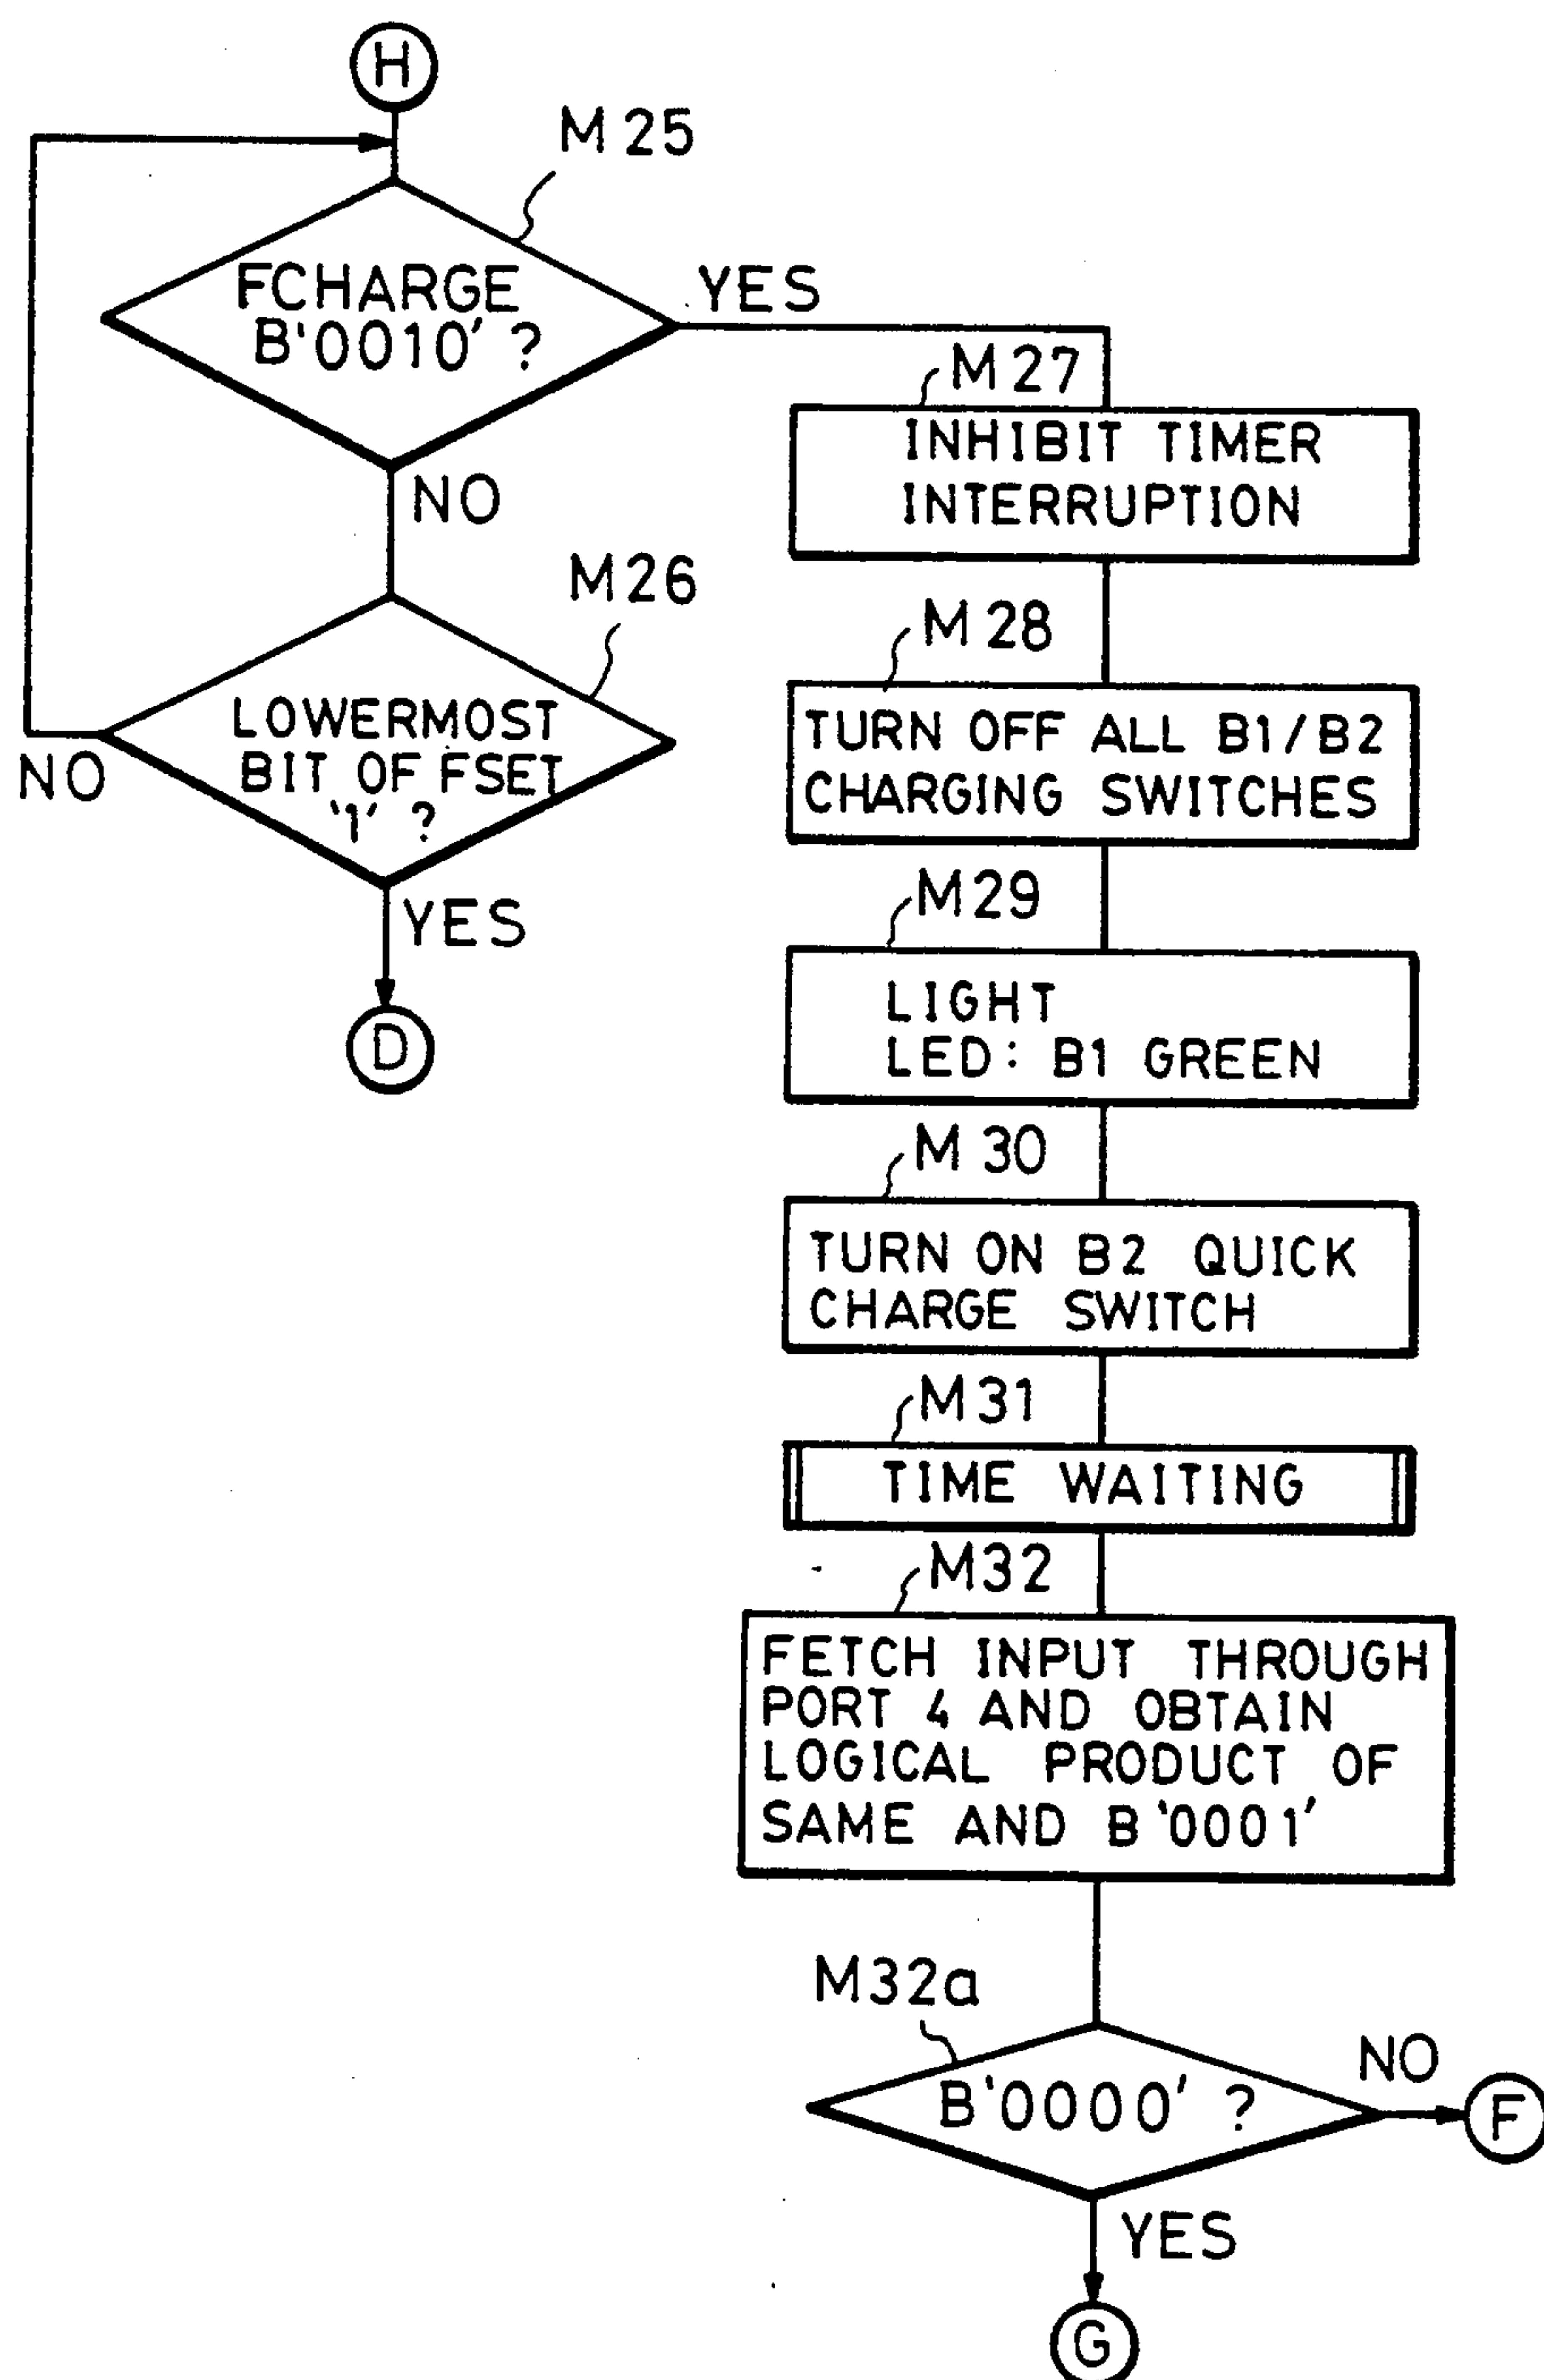 H
M25
FCHARGE
B'0010' ?
YES
NO
M26
LOWERMOST
BIT OF FSET
'1' ?
NO
YES
D
M27
INHIBIT TIMER
INTERRUPTION
M28
TURN OFF ALL B1/B2
CHARGING SWITCHES
M29
LIGHT
LED: B1 GREEN
M30
TURN ON B2 QUICK
CHARGE SWITCH
M31
TIME WAITING
M32
FETCH INPUT THROUGH
PORT 4 AND OBTAIN
LOGICAL PRODUCT OF
SAME AND B'0001'
M32a
B'0000' ?
NO
F
YES
G